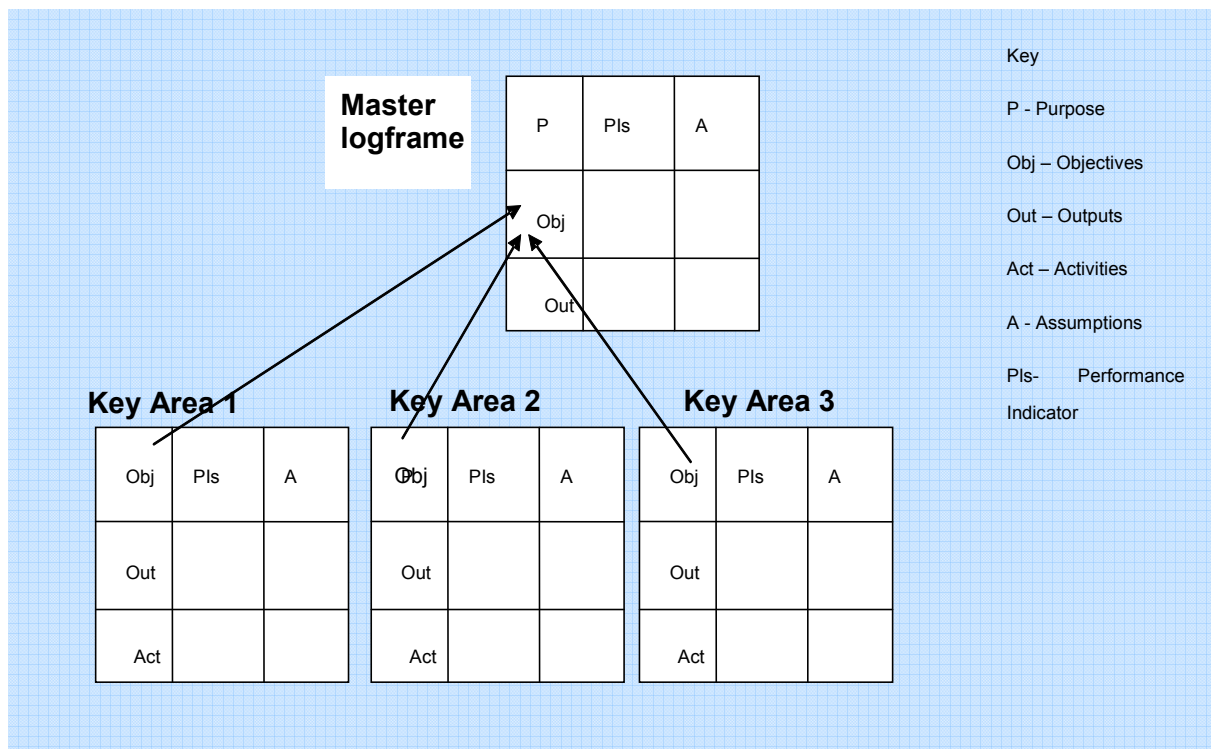 Master
logframe
P PIs A
Obj
Out
Key
P - Purpose
Obj – Objectives
Out – Outputs
Act – Activities
A - Assumptions
PIs- Performance
Indicator
Key Area 1
Obj PIs A
Out
Act
Key Area 2
P
Obj PIs A
Out
Act
Key Area 3
Obj PIs A
Out
Act